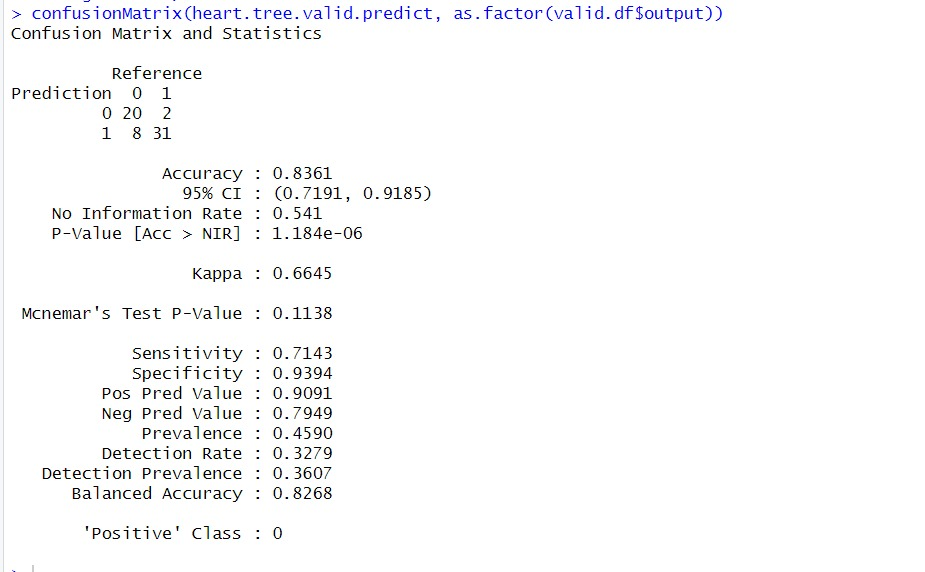 > confusionMatrix(heart.tree.valid.predict, as.factor(valid.df$output))
Confusion Matrix and Statistics
Reference
Prediction 0 1
0 20 2
1 8 31
Accuracy : 0.8361
95% CI : (0.7191, 0.9185)
No Information Rate : 0.541
P-Value [Acc > NIR] : 1.184e-06
Kappa : 0.6645
Mcnemar's Test P-Value : 0.1138
Sensitivity : 0.7143
Specificity : 0.9394
Pos Pred Value : 0.9091
Neg Pred Value : 0.7949
Prevalence : 0.4590
Detection Rate : 0.3279
Detection Prevalence : 0.3607
Balanced Accuracy : 0.8268
'Positive' Class : 0